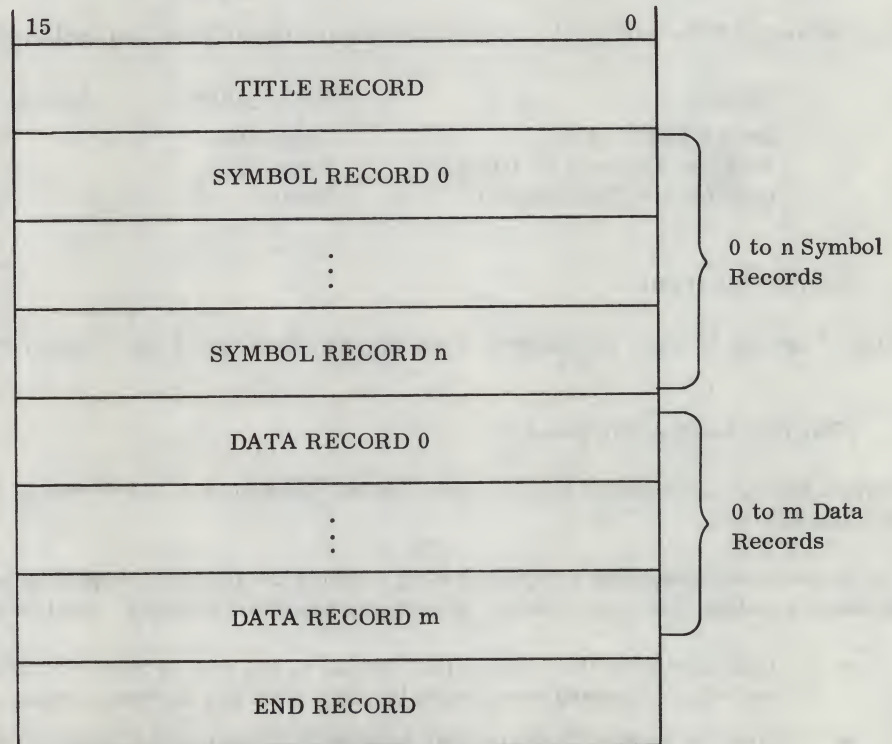 15 0
TITLE RECORD
SYMBOL RECORD 0
⋮
SYMBOL RECORD n
0 to n Symbol
Records
DATA RECORD 0
⋮
DATA RECORD m
0 to m Data
Records
END RECORD